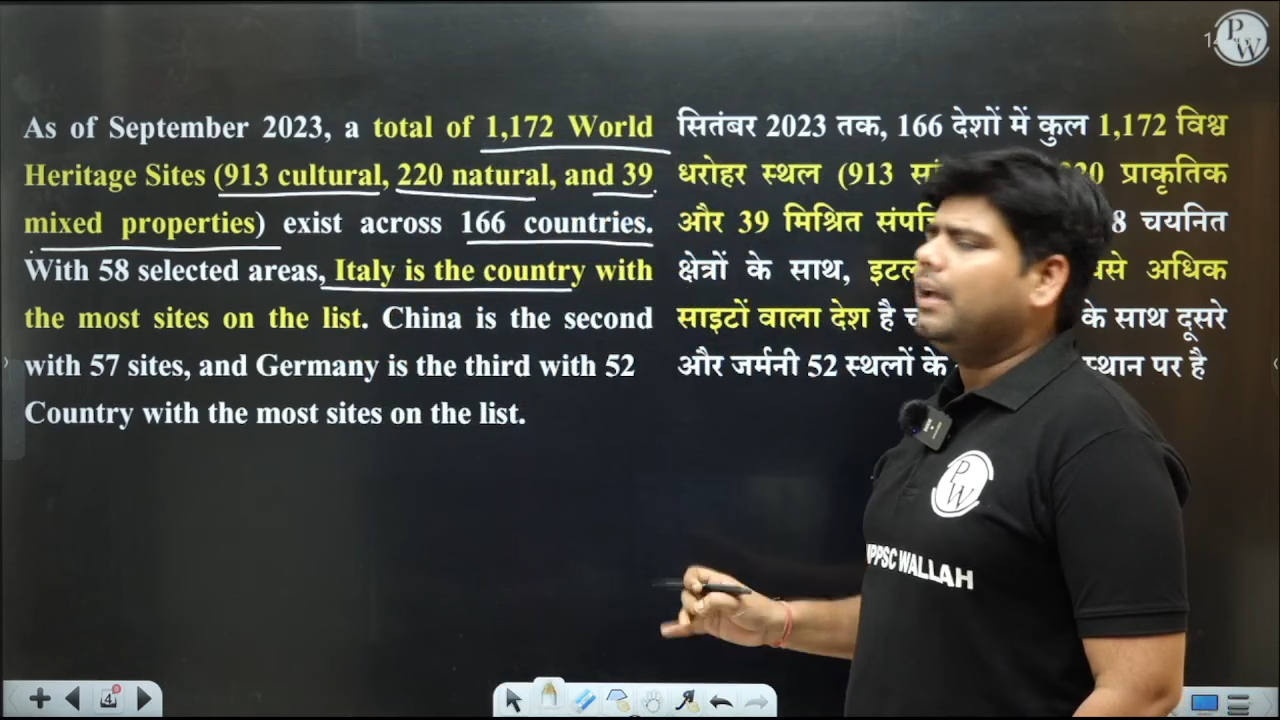 As of September 2023, a total of 1,172 World
Heritage Sites (913 cultural, 220 natural, and 39
mixed properties) exist across 166 countries.
With 58 selected areas, Italy is the country with
the most sites on the list. China is the second
with 57 sites, and Germany is the third with 52
Country with the most sites on the list.
सितंबर 2023 तक, 166 देशों में कुल 1,172 विश्व
धरोहर स्थल (913 प्राकृतिक
और 39 मिश्रित चयनित
क्षेत्रों के साथ, अधिक
साइटों वाला देश है के साथ दूसरे
और जर्मनी 52 स्थलों के स्थान पर है
PW
PW
PSC WALLAH
4